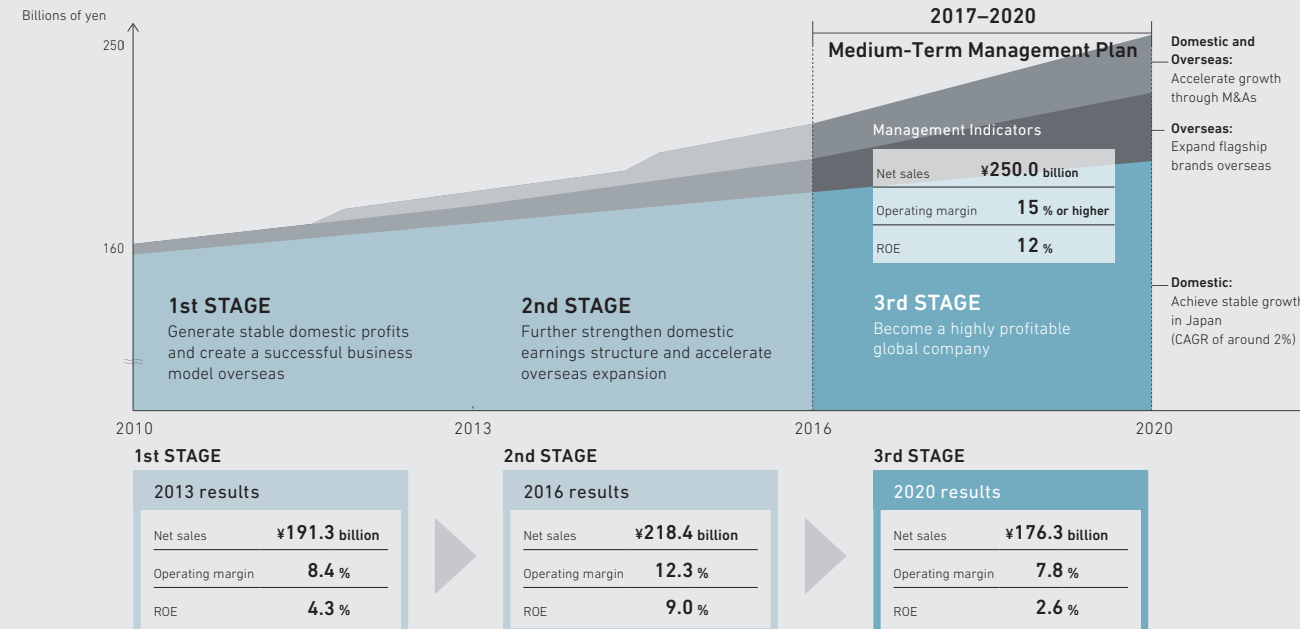 Billions of yen
2017–2020
Medium-Term Management Plan
250
Domestic and
Overseas:
Accelerate growth
through M&As
Overseas:
Expand flagship
brands overseas
Management Indicators
Net sales ¥250.0 billion
Operating margin 15 % or higher
ROE 12 %
160
1st STAGE
Generate stable domestic profits
and create a successful business
model overseas
2nd STAGE
Further strengthen domestic
earnings structure and accelerate
overseas expansion
3rd STAGE
Become a highly profitable
global company
Domestic:
Achieve stable growth
in Japan
(CAGR of around 2%)
2010 2013 2016 2020
1st STAGE
2013 results
Net sales ¥191.3 billion
Operating margin 8.4 %
ROE 4.3 %
2nd STAGE
2016 results
Net sales ¥218.4 billion
Operating margin 12.3 %
ROE 9.0 %
3rd STAGE
2020 results
Net sales ¥176.3 billion
Operating margin 7.8 %
ROE 2.6 %